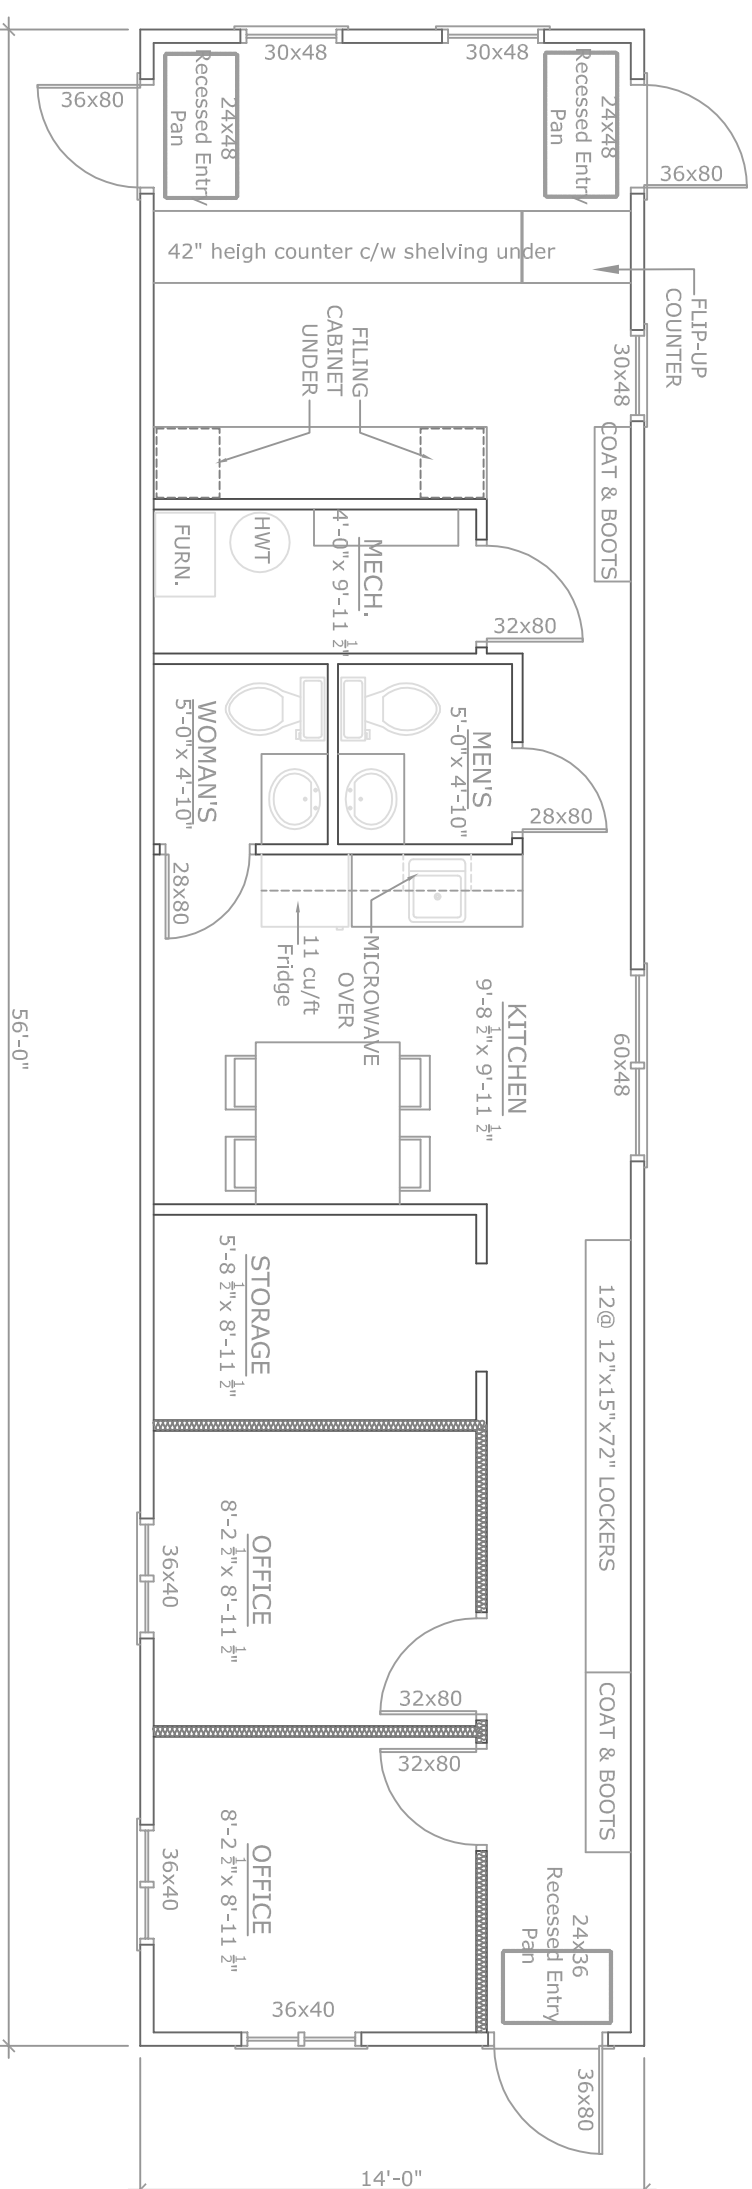 30x48
30x48
36x80
24x48
Recessed Entry
Pan
24x48
Recessed Entry
Pan
36x80
42" heigh counter c/w shelving under
FLIP-UP
COUNTER
FILING
CABINET
UNDER
30x48
COAT & BOOTS
FURN.
HWT
MECH.
4'-0"x 9'-11 1/2"
32x80
WOMAN'S
5'-0"x 4'-10"
MEN'S
5'-0"x 4'-10"
28x80
28x80
11 cu/ft
Fridge
MICROWAVE
OVER
KITCHEN
9'-8 1/2"x 9'-11 1/2"
60x48
56'-0"
STORAGE
5'-8 1/2"x 8'-11 1/2"
12@ 12"x15"x72" LOCKERS
OFFICE
8'-2 1/2"x 8'-11 1/2"
36x40
32x80
COAT & BOOTS
32x80
OFFICE
8'-2 1/2"x 8'-11 1/2"
36x40
24x36
Recessed Entry
Pan
36x40
36x80
14'-0"